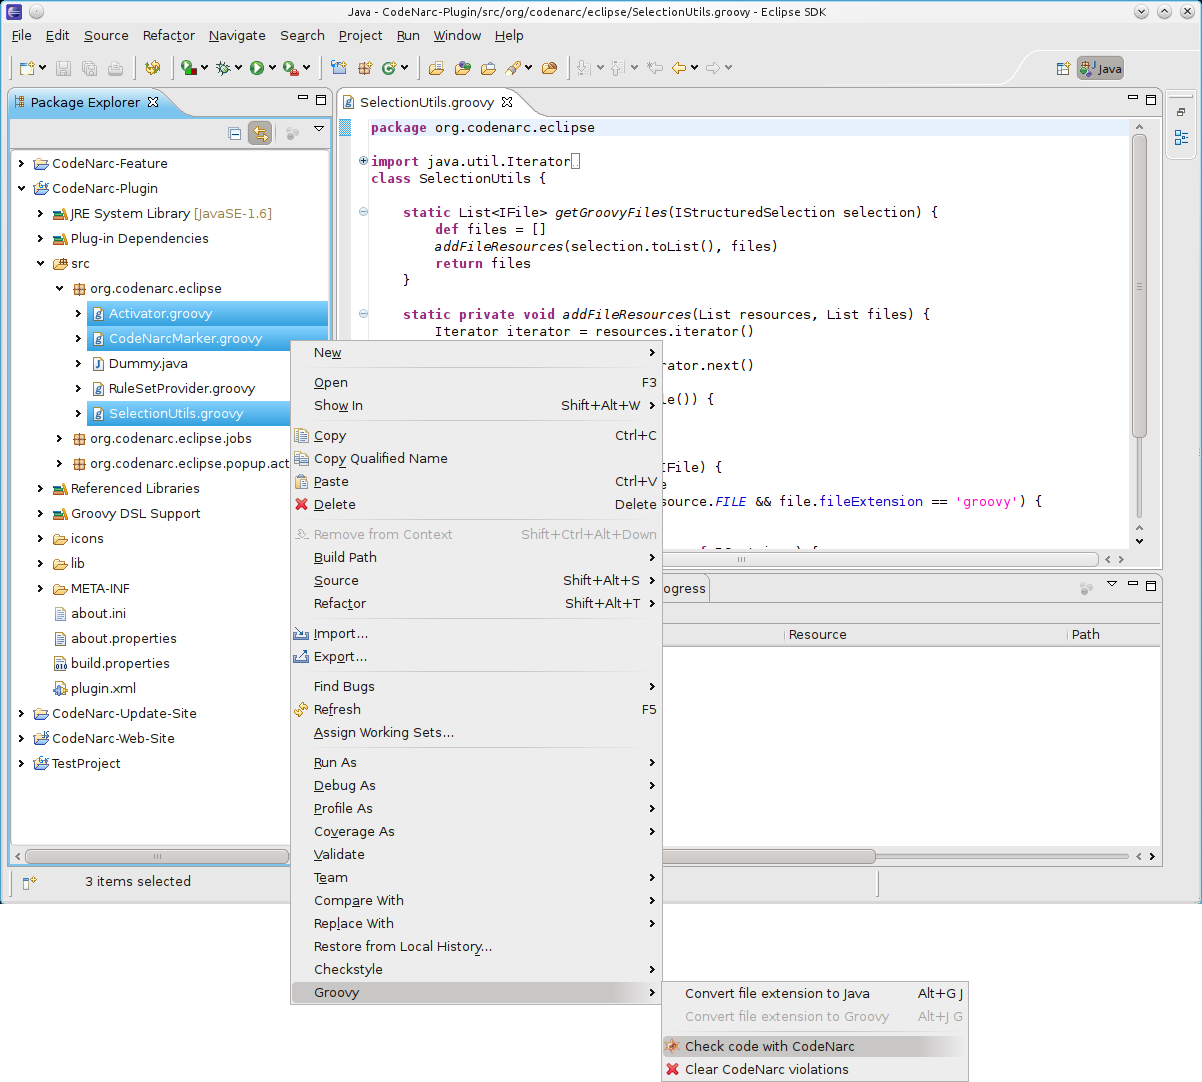 Java - CodeNarc-Plugin/src/org/codenarc/eclipse/SelectionUtils.groovy - Eclipse SDK
File Edit Source Refactor Navigate Search Project Run Window Help
Java
Package Explorer
CodeNarc-Feature
CodeNarc-Plugin
JRE System Library [JavaSE-1.6]
Plug-in Dependencies
src
org.codenarc.eclipse
Activator.groovy
CodeNarcMarker.groovy
Dummy.java
RuleSetProvider.groovy
SelectionUtils.groovy
org.codenarc.eclipse.jobs
org.codenarc.eclipse.popup.act
Referenced Libraries
Groovy DSL Support
icons
lib
META-INF
about.ini
about.properties
build.properties
plugin.xml
CodeNarc-Update-Site
CodeNarc-Web-Site
TestProject
3 items selected
SelectionUtils.groovy
package org.codenarc.eclipse
import java.util.Iterator
class SelectionUtils {
static List<IFile> getGroovyFiles(IStructuredSelection selection) {
def files = []
addFileResources(selection.toList(), files)
return files
}
static private void addFileResources(List resources, List files) {
Iterator iterator = resources.iterator()
rator.next()
le()) {
IFile) {
e
source.FILE && file.fileExtension == 'groovy') {
ogress
Resource Path
New
Open F3
Show In Shift+Alt+W
Copy Ctrl+C
Copy Qualified Name
Paste Ctrl+V
Delete Delete
Remove from Context Shift+Ctrl+Alt+Down
Build Path
Source Shift+Alt+S
Refactor Shift+Alt+T
Import...
Export...
Find Bugs
Refresh F5
Assign Working Sets...
Run As
Debug As
Profile As
Coverage As
Validate
Team
Compare With
Replace With
Restore from Local History...
Checkstyle
Groovy
Convert file extension to Java Alt+G J
Convert file extension to Groovy Alt+J G
Check code with CodeNarc
Clear CodeNarc violations